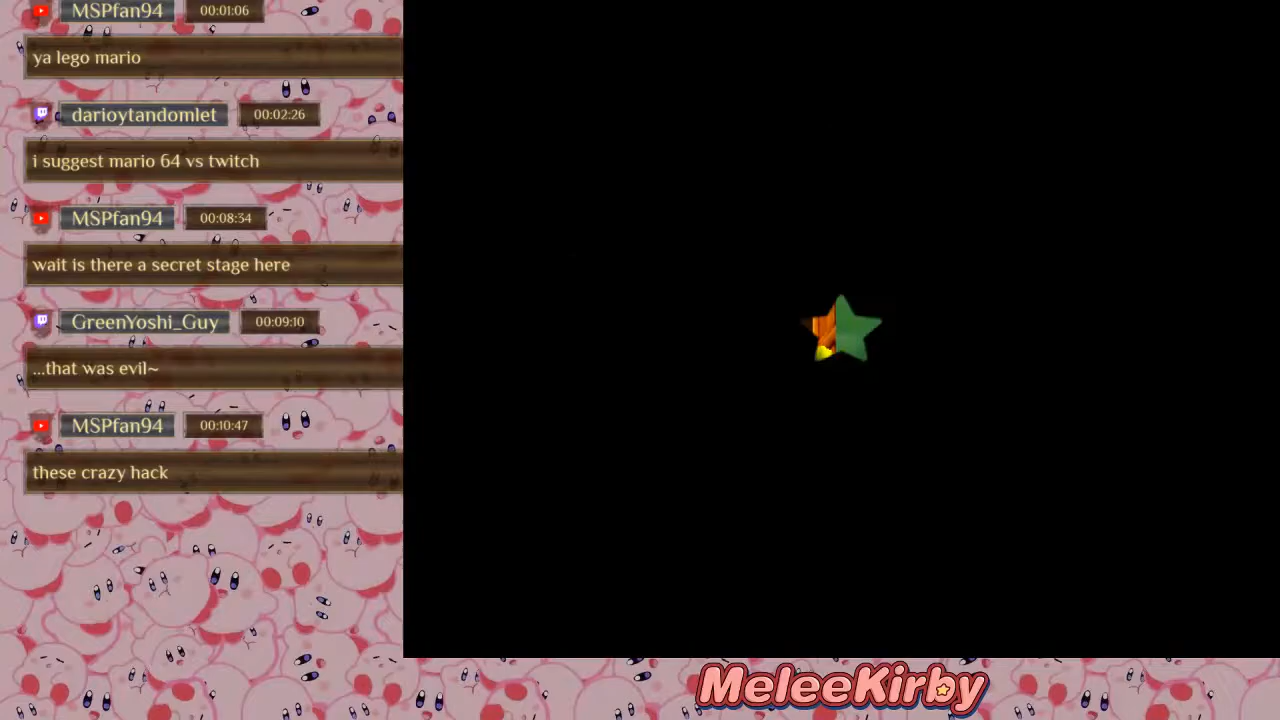 MSPfan94 00:01:06
ya lego mario
darioytandomlet 00:02:26
i suggest mario 64 vs twitch
MSPfan94 00:08:34
wait is there a secret stage here
GreenYoshi_Guy 00:09:10
...that was evil~
MSPfan94 00:10:47
these crazy hack
MeleeKirby